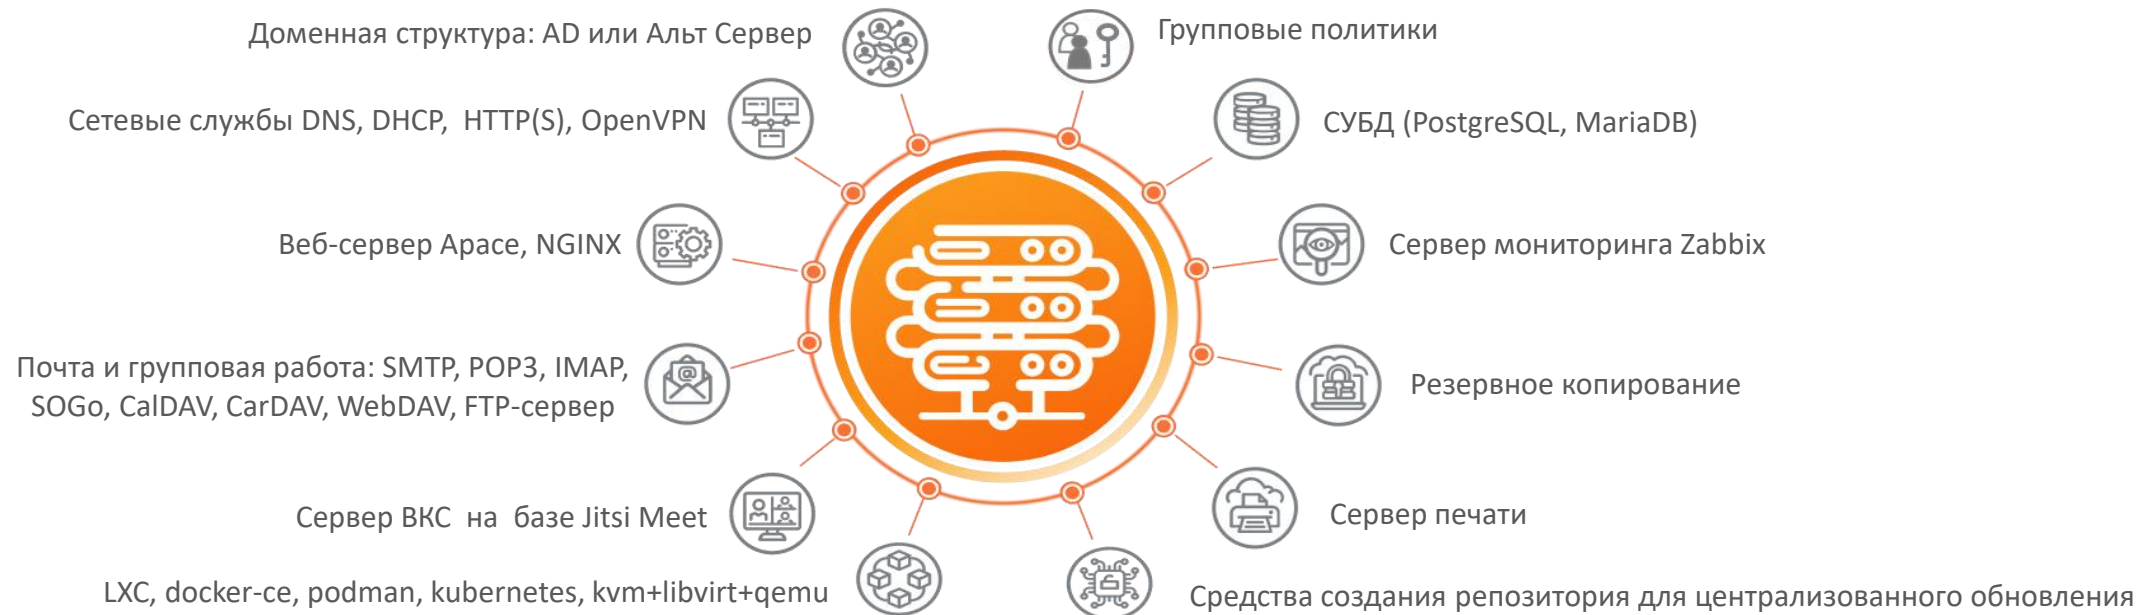 Доменная структура: AD или Альт Сервер
Групповые политики
Сетевые службы DNS, DHCP, HTTP(S), OpenVPN
СУБД (PostgreSQL, MariaDB)
Веб-сервер Apace, NGINX
Сервер мониторинга Zabbix
Почта и групповая работа: SMTP, POP3, IMAP,
SOGo, CalDAV, CarDAV, WebDAV, FTP-сервер
Резервное копирование
Сервер ВКС на базе Jitsi Meet
Сервер печати
LXC, docker-ce, podman, kubernetes, kvm+libvirt+qemu
Средства создания репозитория для централизованного обновления